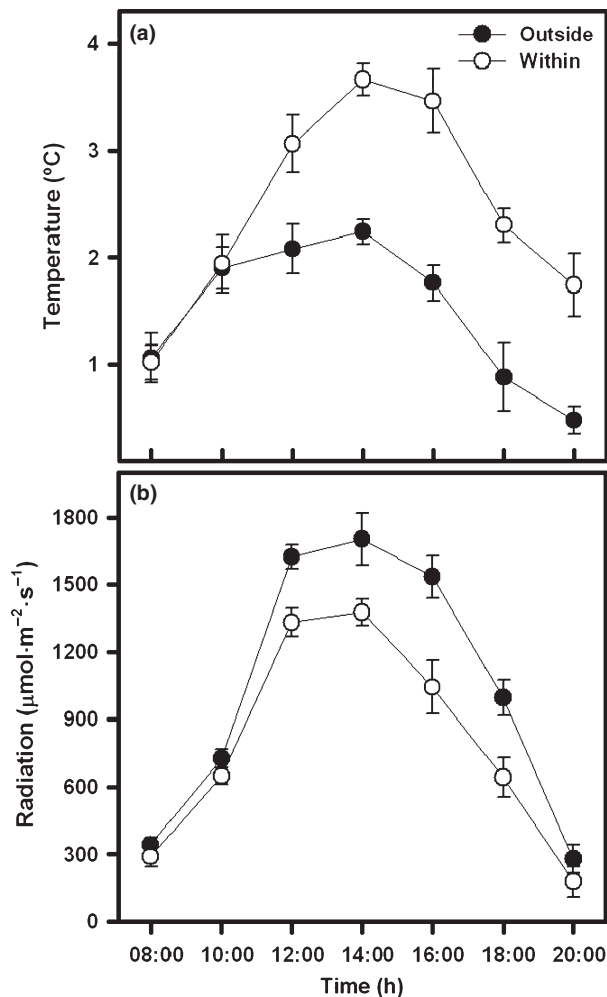 (a)
Outside
Within
4
3
2
1
Temperature (°C)
(b)
1800
1500
1200
900
600
300
0
Radiation (μmol·m⁻²·s⁻¹)
08:00 10:00 12:00 14:00 16:00 18:00 20:00
Time (h)